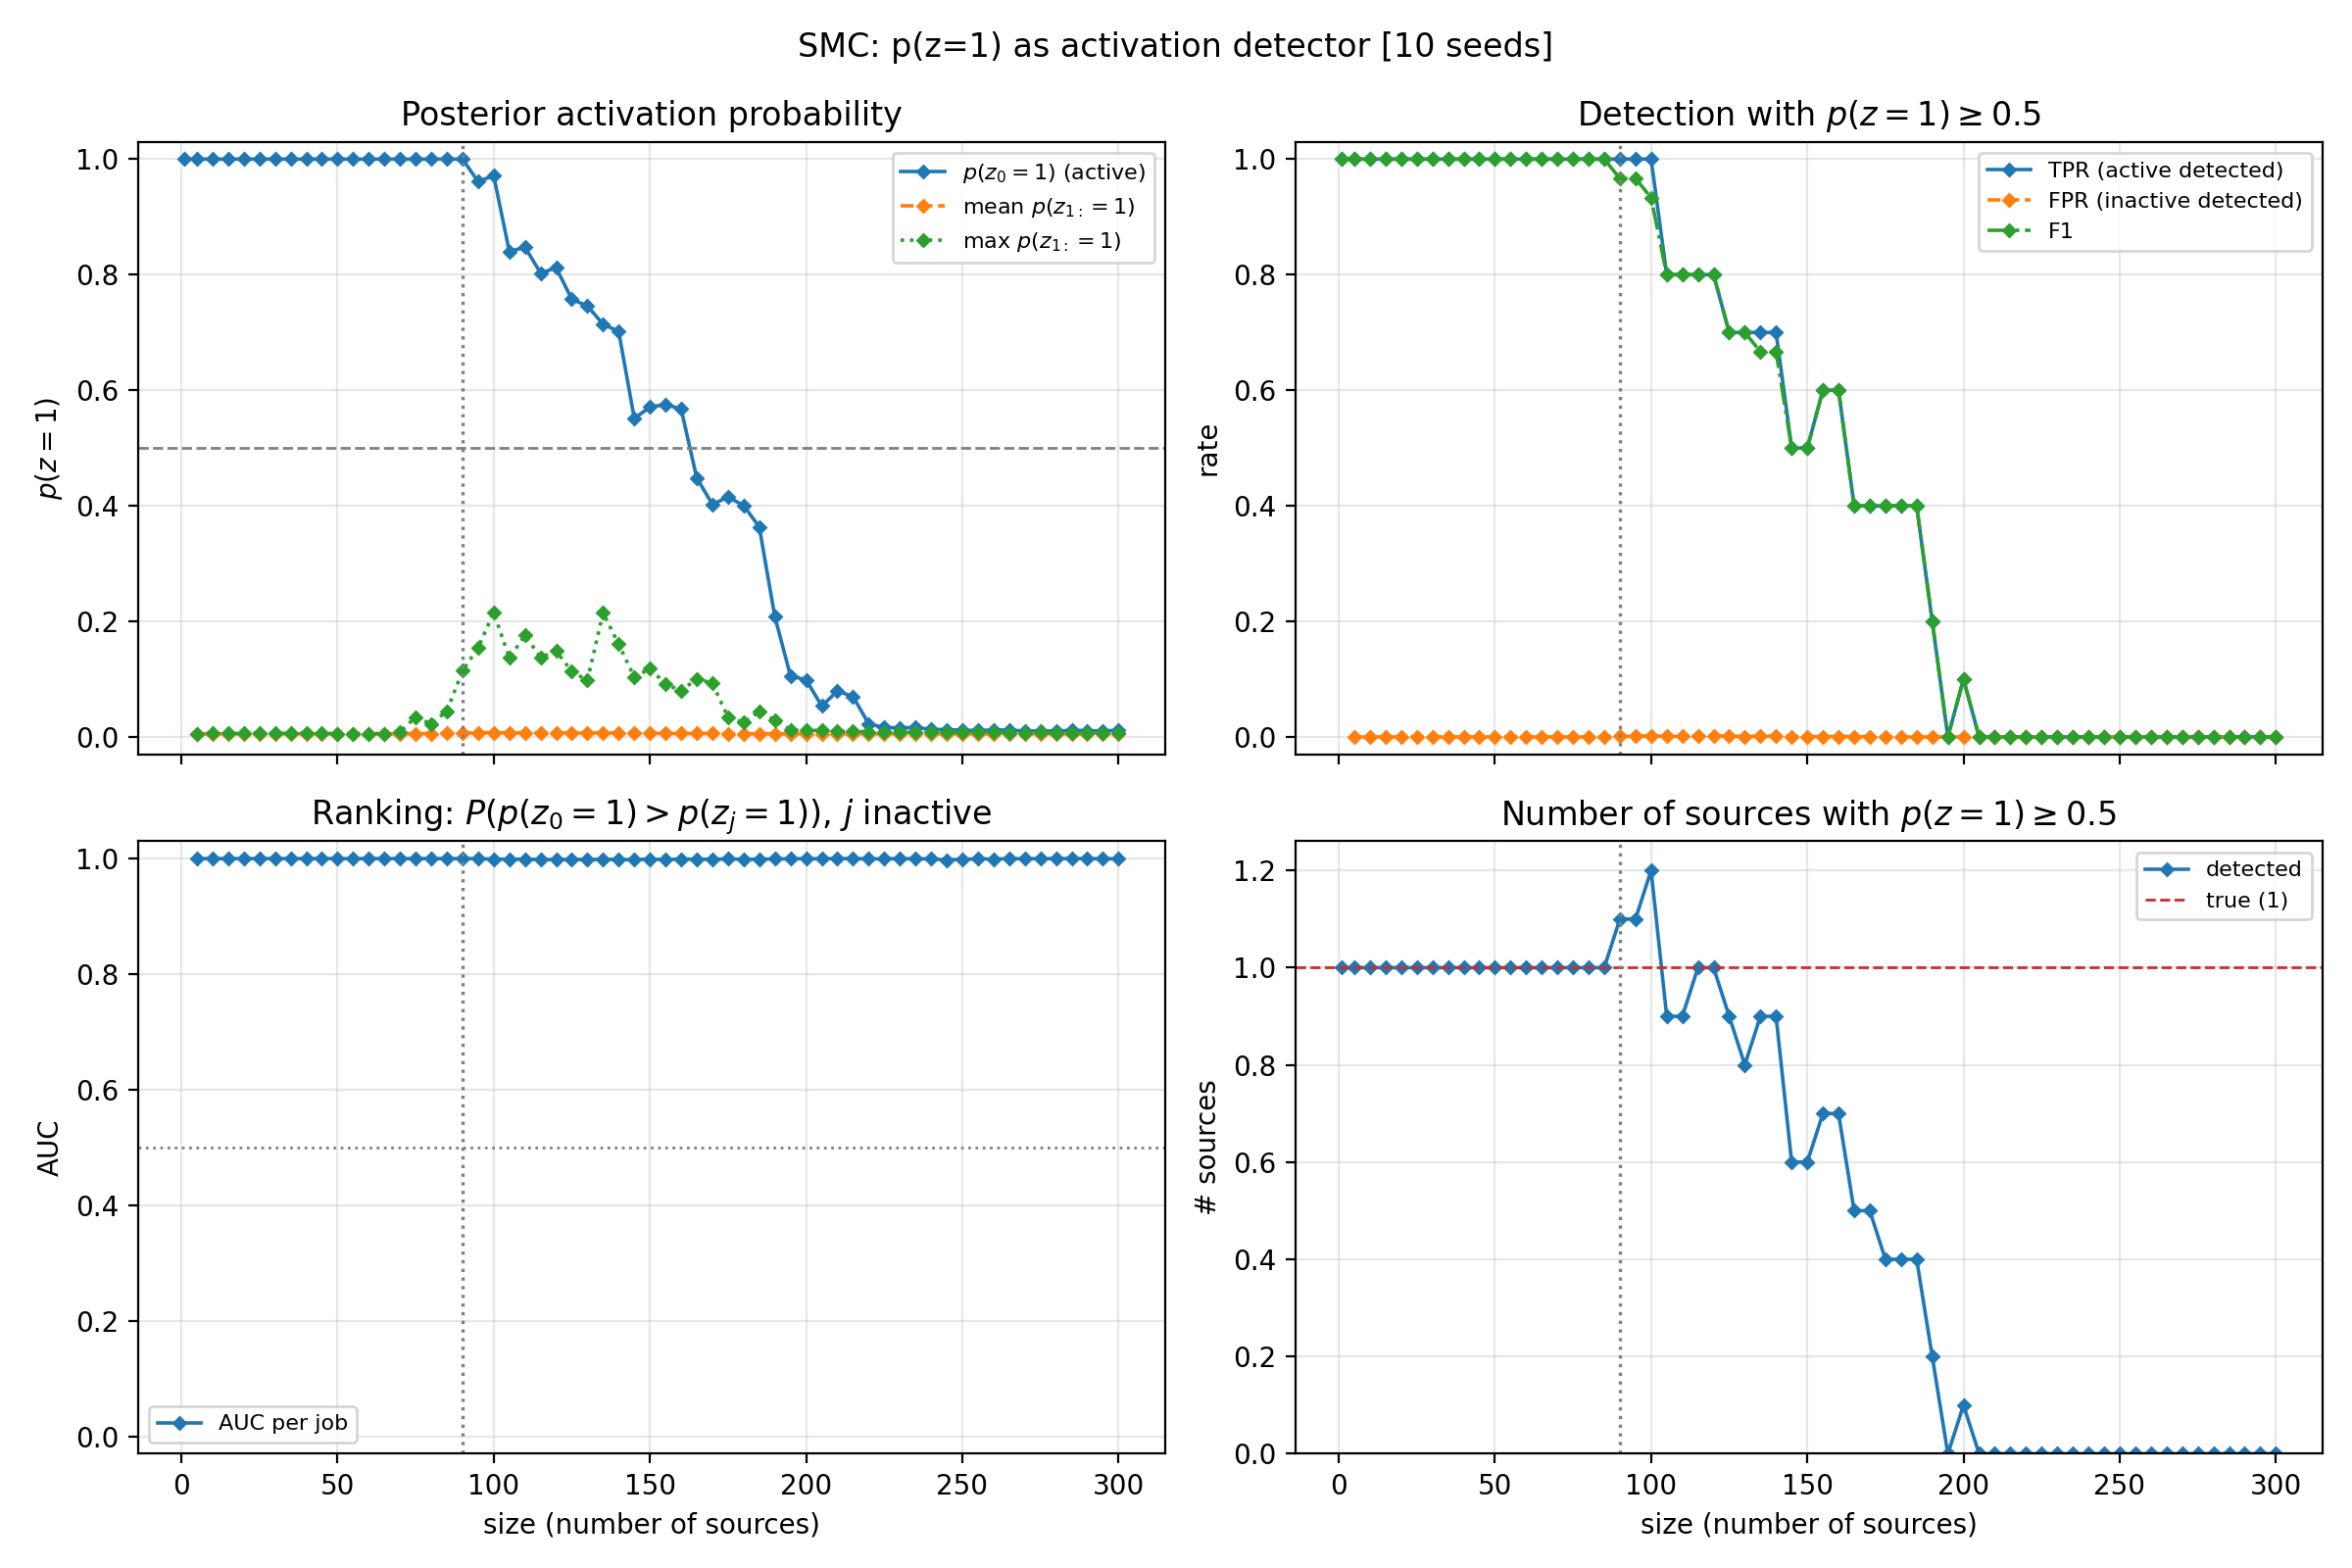 SMC: p(z=1) as activation detector [10 seeds]
Posterior activation probability
p(z = 1)
1.0
0.8
0.6
0.4
0.2
0.0
p(z₀ = 1) (active)
mean p(z₁: = 1)
max p(z₁: = 1)
Detection with p(z = 1) ≥ 0.5
rate
1.0
0.8
0.6
0.4
0.2
0.0
TPR (active detected)
FPR (inactive detected)
F1
Ranking: P(p(z₀ = 1) > p(zⱼ = 1)), j inactive
AUC
1.0
0.8
0.6
0.4
0.2
0.0
AUC per job
0 50 100 150 200 250 300
size (number of sources)
Number of sources with p(z = 1) ≥ 0.5
# sources
1.2
1.0
0.8
0.6
0.4
0.2
0.0
detected
true (1)
0 50 100 150 200 250 300
size (number of sources)